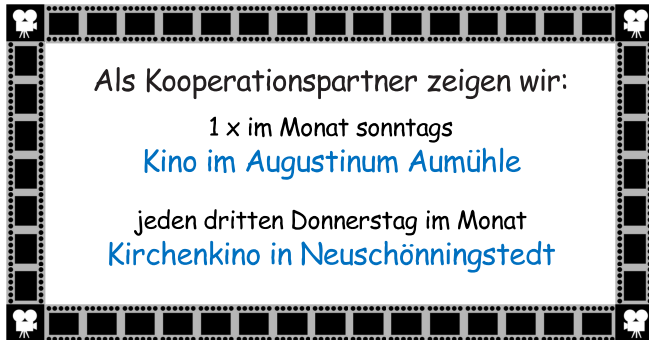 Als Kooperationspartner zeigen wir:
1 x im Monat sonntags
Kino im Augustinum Aumühle
jeden dritten Donnerstag im Monat
Kirchenkino in Neuschönningstedt